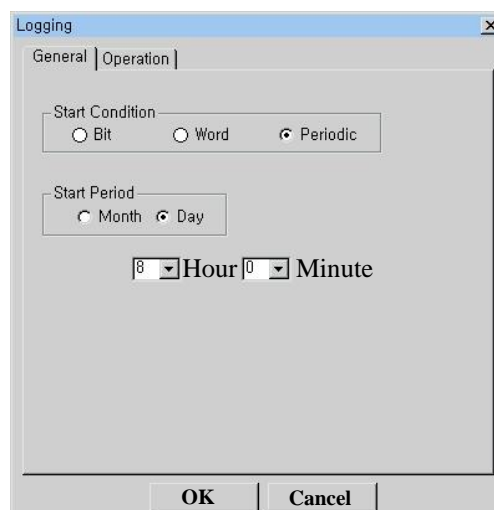 Logging
General Operation
Start Condition
Bit Word Periodic
Start Period
Month Day
8 Hour 0 Minute
OK Cancel